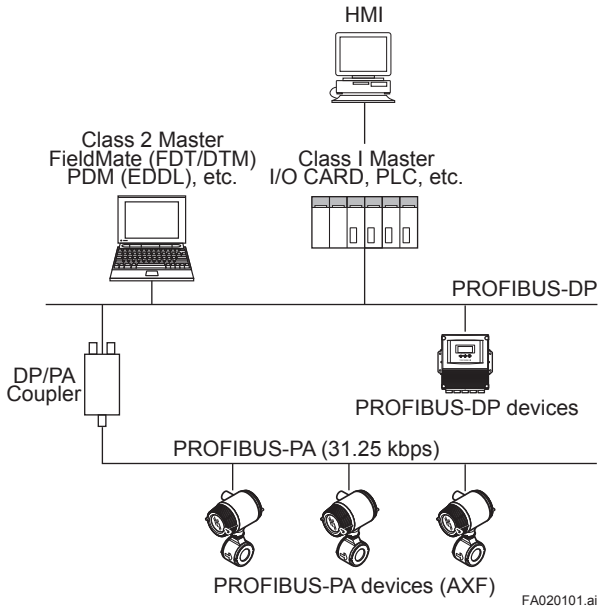 HMI
Class 2 Master
FieldMate (FDT/DTM)
PDM (EDDL), etc.
Class I Master
I/O CARD, PLC, etc.
PROFIBUS-DP
DP/PA
Coupler
PROFIBUS-DP devices
PROFIBUS-PA (31.25 kbps)
PROFIBUS-PA devices (AXF)
FA020101.ai